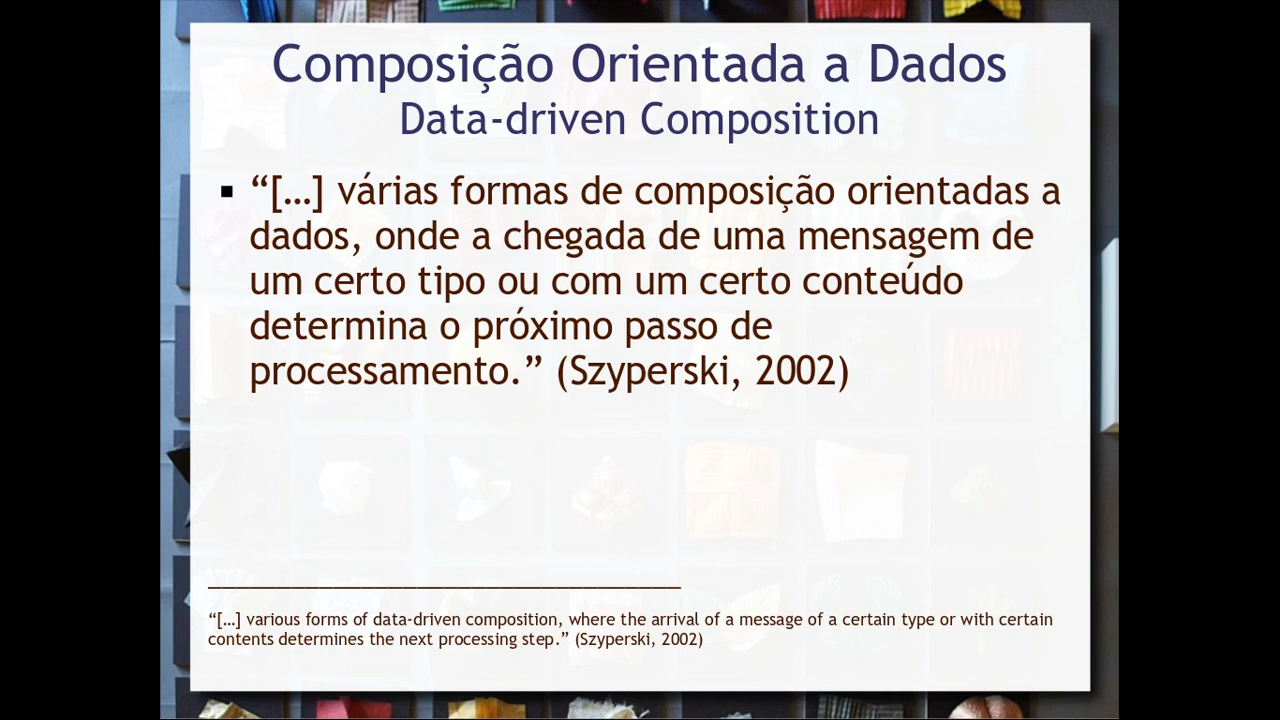 Composição Orientada a Dados
Data-driven Composition
▪ “[…] várias formas de composição orientadas a
dados, onde a chegada de uma mensagem de
um certo tipo ou com um certo conteúdo
determina o próximo passo de
processamento.” (Szyperski, 2002)
“[…] various forms of data-driven composition, where the arrival of a message of a certain type or with certain
contents determines the next processing step.” (Szyperski, 2002)